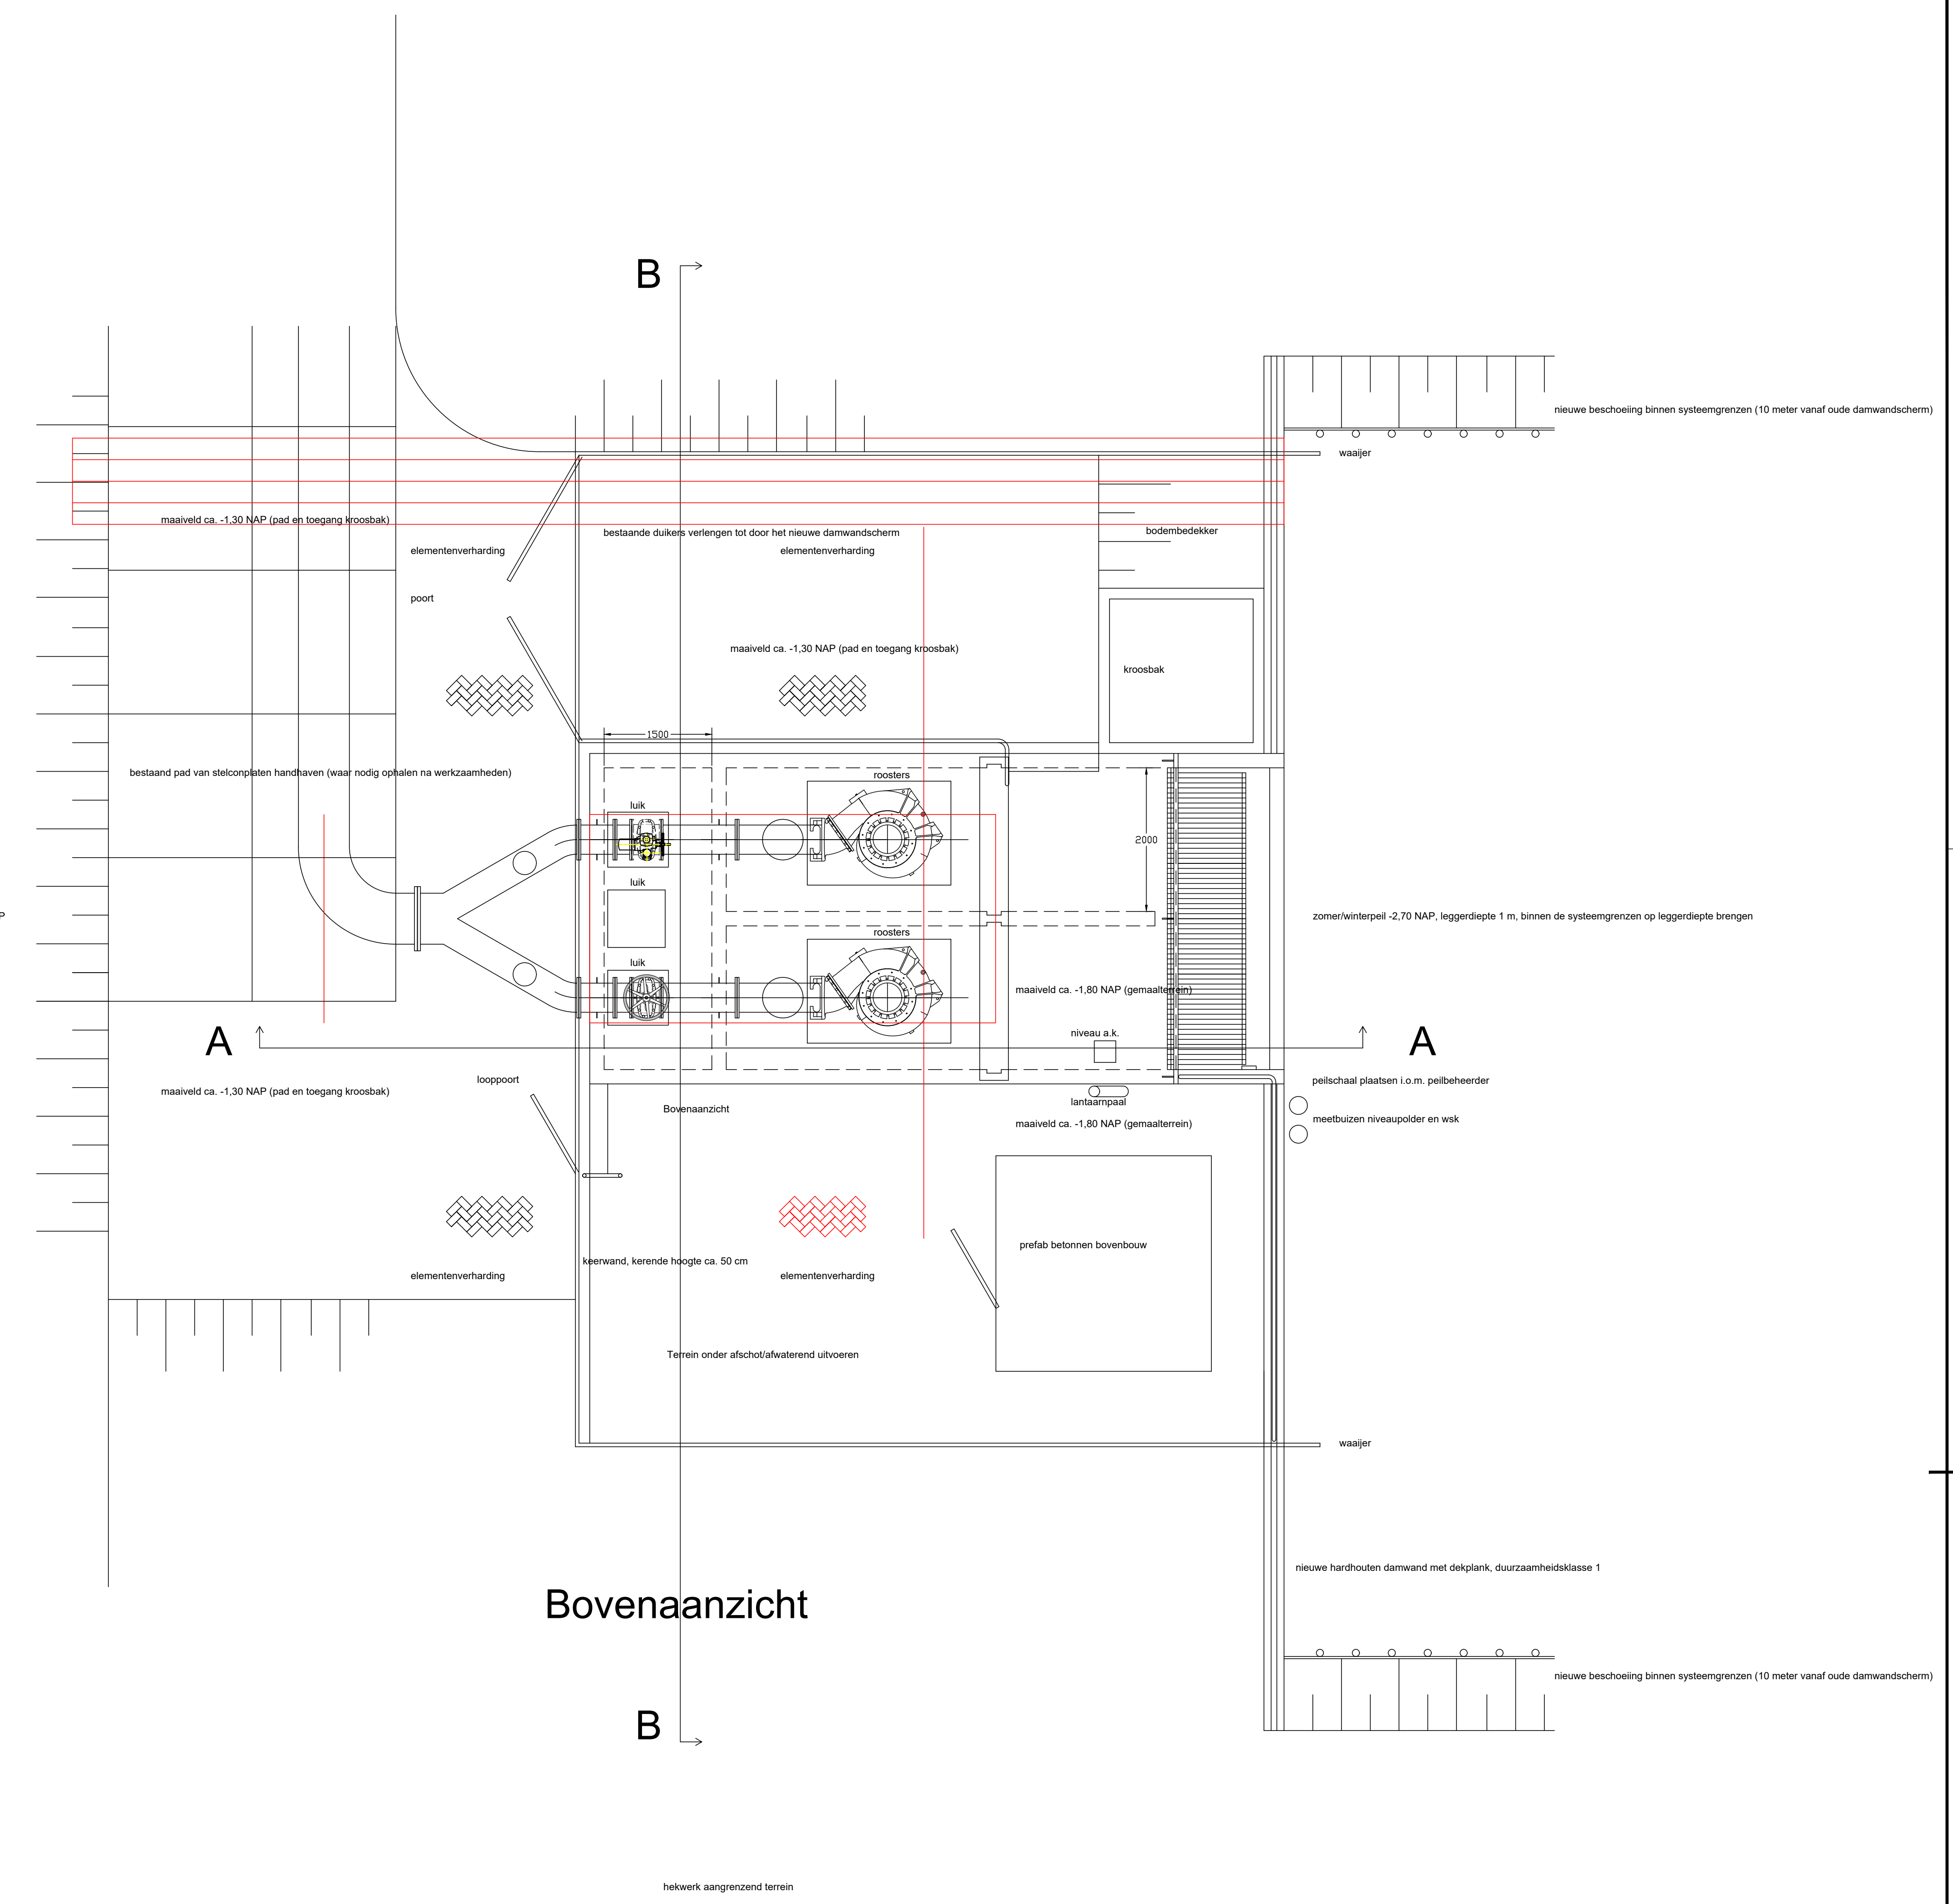 B
nieuwe beschoeiing binnen systeemgrenzen (10 meter vanaf oude damwandscherm)
waaijer
maaiveld ca. -1,30 NAP (pad en toegang kroosbak)
bestaande duikers verlengen tot door het nieuwe damwandscherm
bodembedekker
elementenverharding
elementenverharding
poort
maaiveld ca. -1,30 NAP (pad en toegang kroosbak)
kroosbak
1500
bestaand pad van stelconplaten handhaven (waar nodig ophalen na werkzaamheden)
roosters
luik
2000
luik
P
zomer/winterpeil -2,70 NAP, leggerdiepte 1 m, binnen de systeemgrenzen op leggerdiepte brengen
roosters
luik
maaiveld ca. -1,80 NAP (gemaalterrein)
niveau a.k.
A
A
looppoort
peilschaal plaatsen i.o.m. peilbeheerder
maaiveld ca. -1,30 NAP (pad en toegang kroosbak)
lantaarnpaal
Bovenaanzicht
meetbuizen niveaupolder en wsk
maaiveld ca. -1,80 NAP (gemaalterrein)
prefab betonnen bovenbouw
keerwand, kerende hoogte ca. 50 cm
elementenverharding
elementenverharding
Terrein onder afschot/afwaterend uitvoeren
waaijer
nieuwe hardhouten damwand met dekplank, duurzaamheidsklasse 1
Bovenaanzicht
nieuwe beschoeiing binnen systeemgrenzen (10 meter vanaf oude damwandscherm)
B
hekwerk aangrenzend terrein